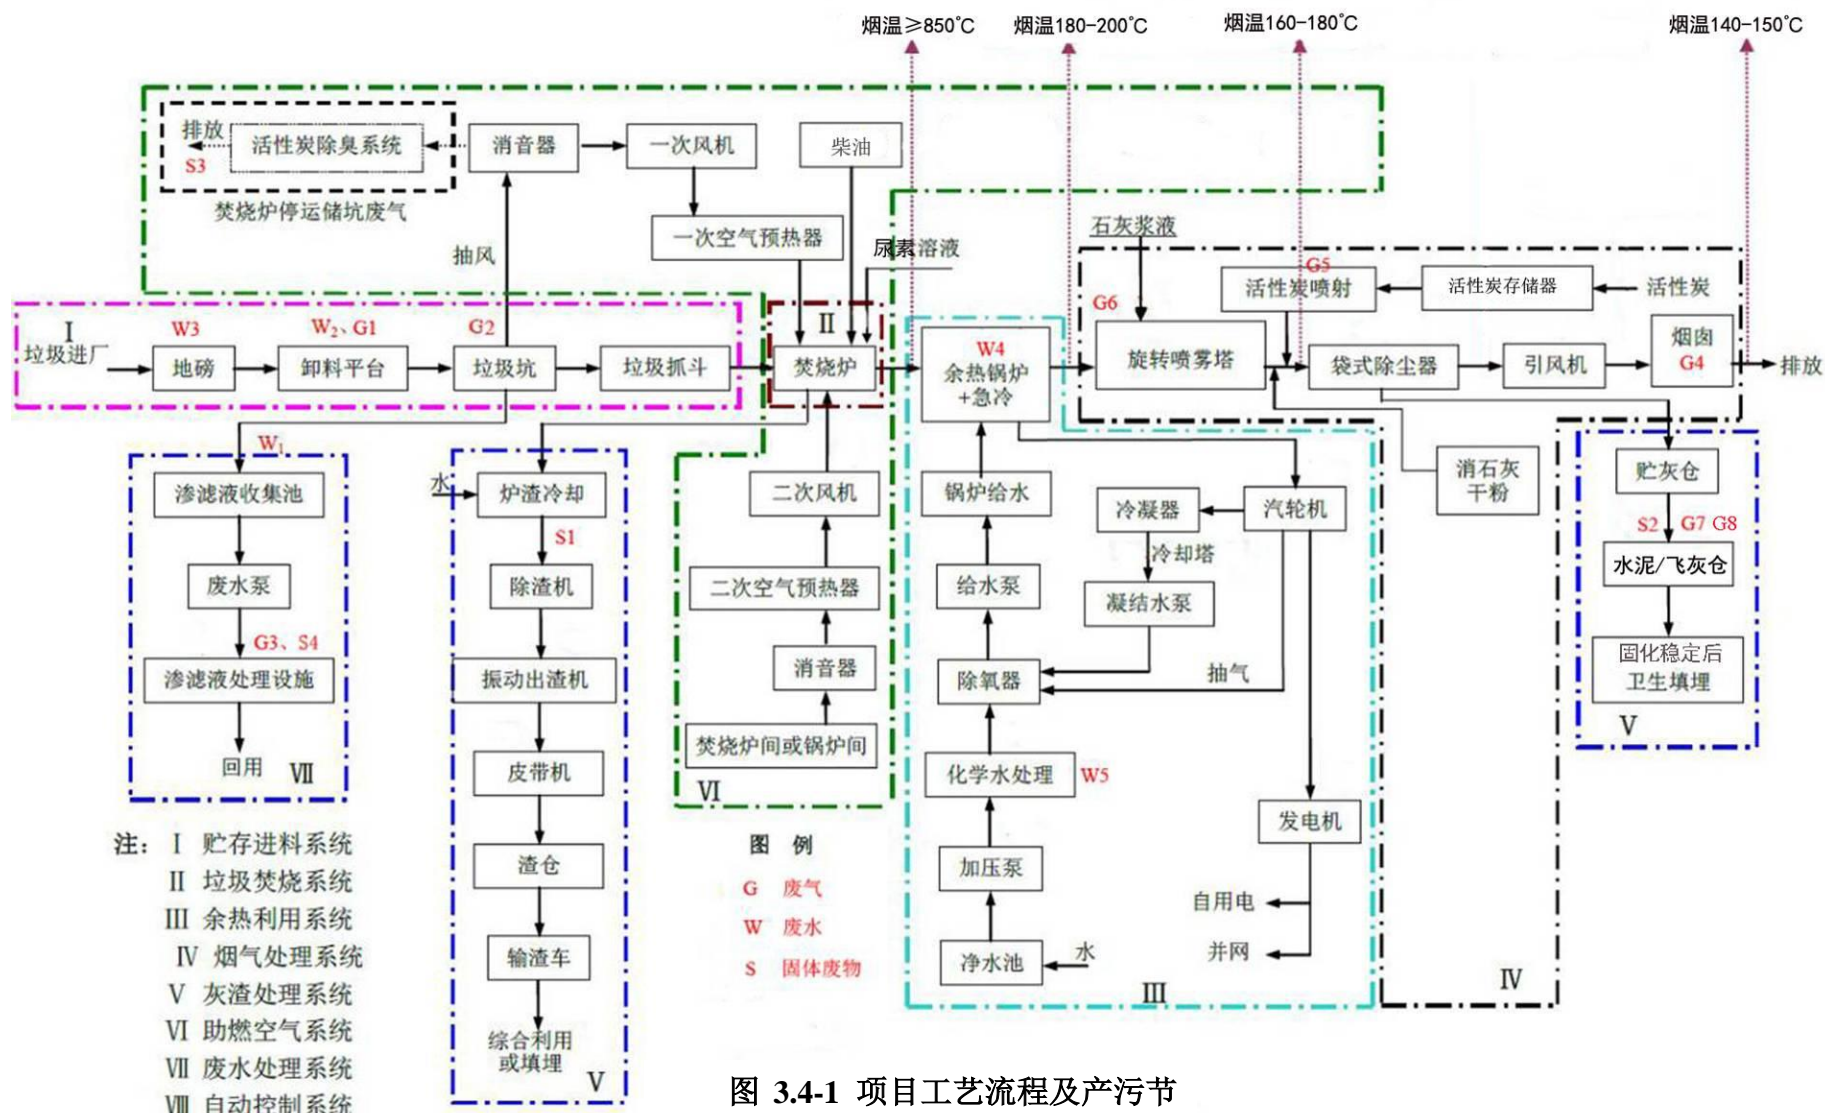 烟温≥850℃
烟温180-200℃
烟温160-180℃
烟温140-150℃
排放
S3
活性炭除臭系统
消音器
一次风机
柴油
焚烧炉停运储坑废气
一次空气预热器
抽风
尿素溶液
石灰浆液
G5
活性炭喷射
活性炭存储器
活性炭
G6
Ⅰ
垃圾进厂
W3
地磅
W₂、G1
卸料平台
G2
垃圾坑
垃圾抓斗
Ⅱ
焚烧炉
W4
余热锅炉
+急冷
旋转喷雾塔
袋式除尘器
引风机
烟囱
G4
排放
W₁
渗滤液收集池
废水泵
G3、S4
渗滤液处理设施
回用
Ⅶ
水
炉渣冷却
S1
除渣机
振动出渣机
皮带机
渣仓
输渣车
综合利用
或填埋
Ⅴ
二次风机
二次空气预热器
消音器
焚烧炉间或锅炉间
Ⅵ
锅炉给水
给水泵
除氧器
化学水处理
W5
加压泵
净水池
水
冷凝器
冷却塔
凝结水泵
汽轮机
抽气
发电机
自用电
并网
Ⅲ
消石灰
干粉
Ⅳ
贮灰仓
S2
G7 G8
水泥/飞灰仓
固化稳定后
卫生填埋
Ⅴ
注：Ⅰ 贮存进料系统
Ⅱ 垃圾焚烧系统
Ⅲ 余热利用系统
Ⅳ 烟气处理系统
Ⅴ 灰渣处理系统
Ⅵ 助燃空气系统
Ⅶ 废水处理系统
Ⅷ 自动控制系统
图 例
G 废气
W 废水
S 固体废物
图 3.4-1 项目工艺流程及产污节